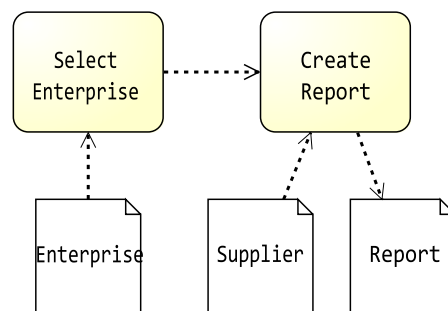 Select
Enterprise
Create
Report
Enterprise
Supplier
Report